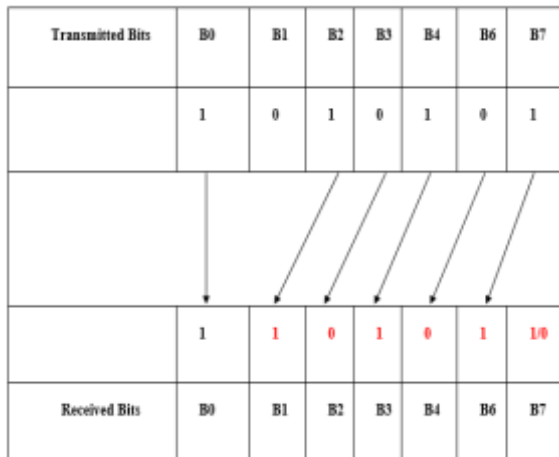 Transmitted Bits B0 B1 B2 B3 B4 B6 B7
1 0 1 0 1 0 1
1 1 0 1 0 1 1/0
Received Bits B0 B1 B2 B3 B4 B6 B7